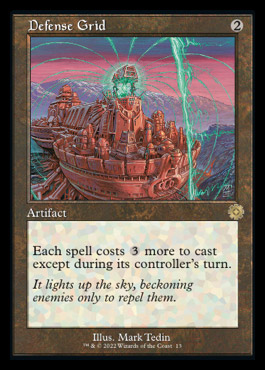 Defense Grid 2
Artifact
Each spell costs 3 more to cast
except during its controller's turn.
It lights up the sky, beckoning
enemies only to repel them.
Illus. Mark Tedin
™ & © 2022 Wizards of the Coast 13